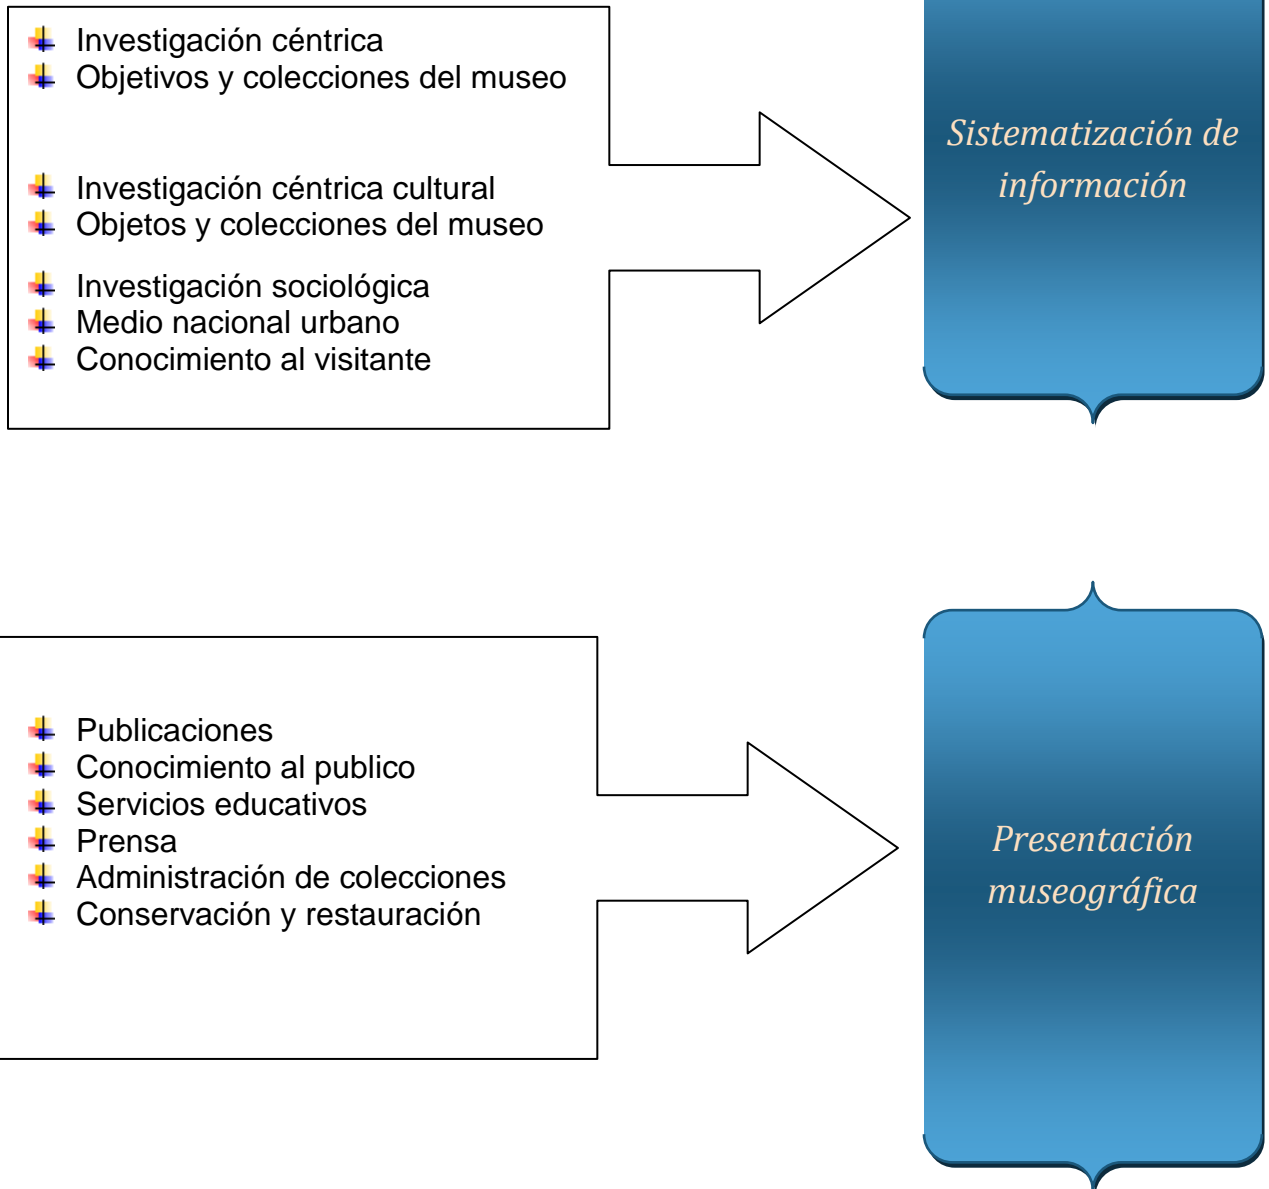 Investigación céntrica
Objetivos y colecciones del museo
Investigación céntrica cultural
Objetos y colecciones del museo
Investigación sociológica
Medio nacional urbano
Conocimiento al visitante
Sistematización de
información
Publicaciones
Conocimiento al publico
Servicios educativos
Prensa
Administración de colecciones
Conservación y restauración
Presentación
museográfica